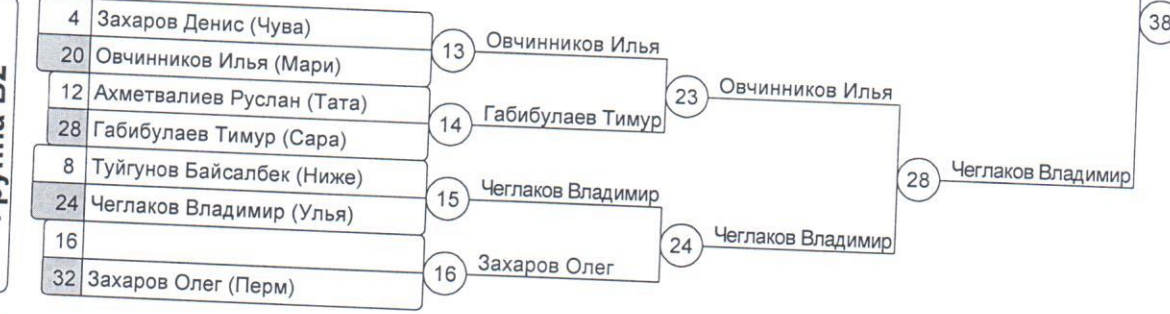 4 Захаров Денис (Чува)
20 Овчинников Илья (Мари)
12 Ахметвалиев Руслан (Тата)
28 Габибулаев Тимур (Сара)
8 Туйгунов Байсалбек (Ниже)
24 Чеглаков Владимир (Улья)
16
32 Захаров Олег (Перм)
13 Овчинников Илья
14 Габибулаев Тимур
15 Чеглаков Владимир
16 Захаров Олег
23 Овчинников Илья
24 Чеглаков Владимир
28 Чеглаков Владимир
38